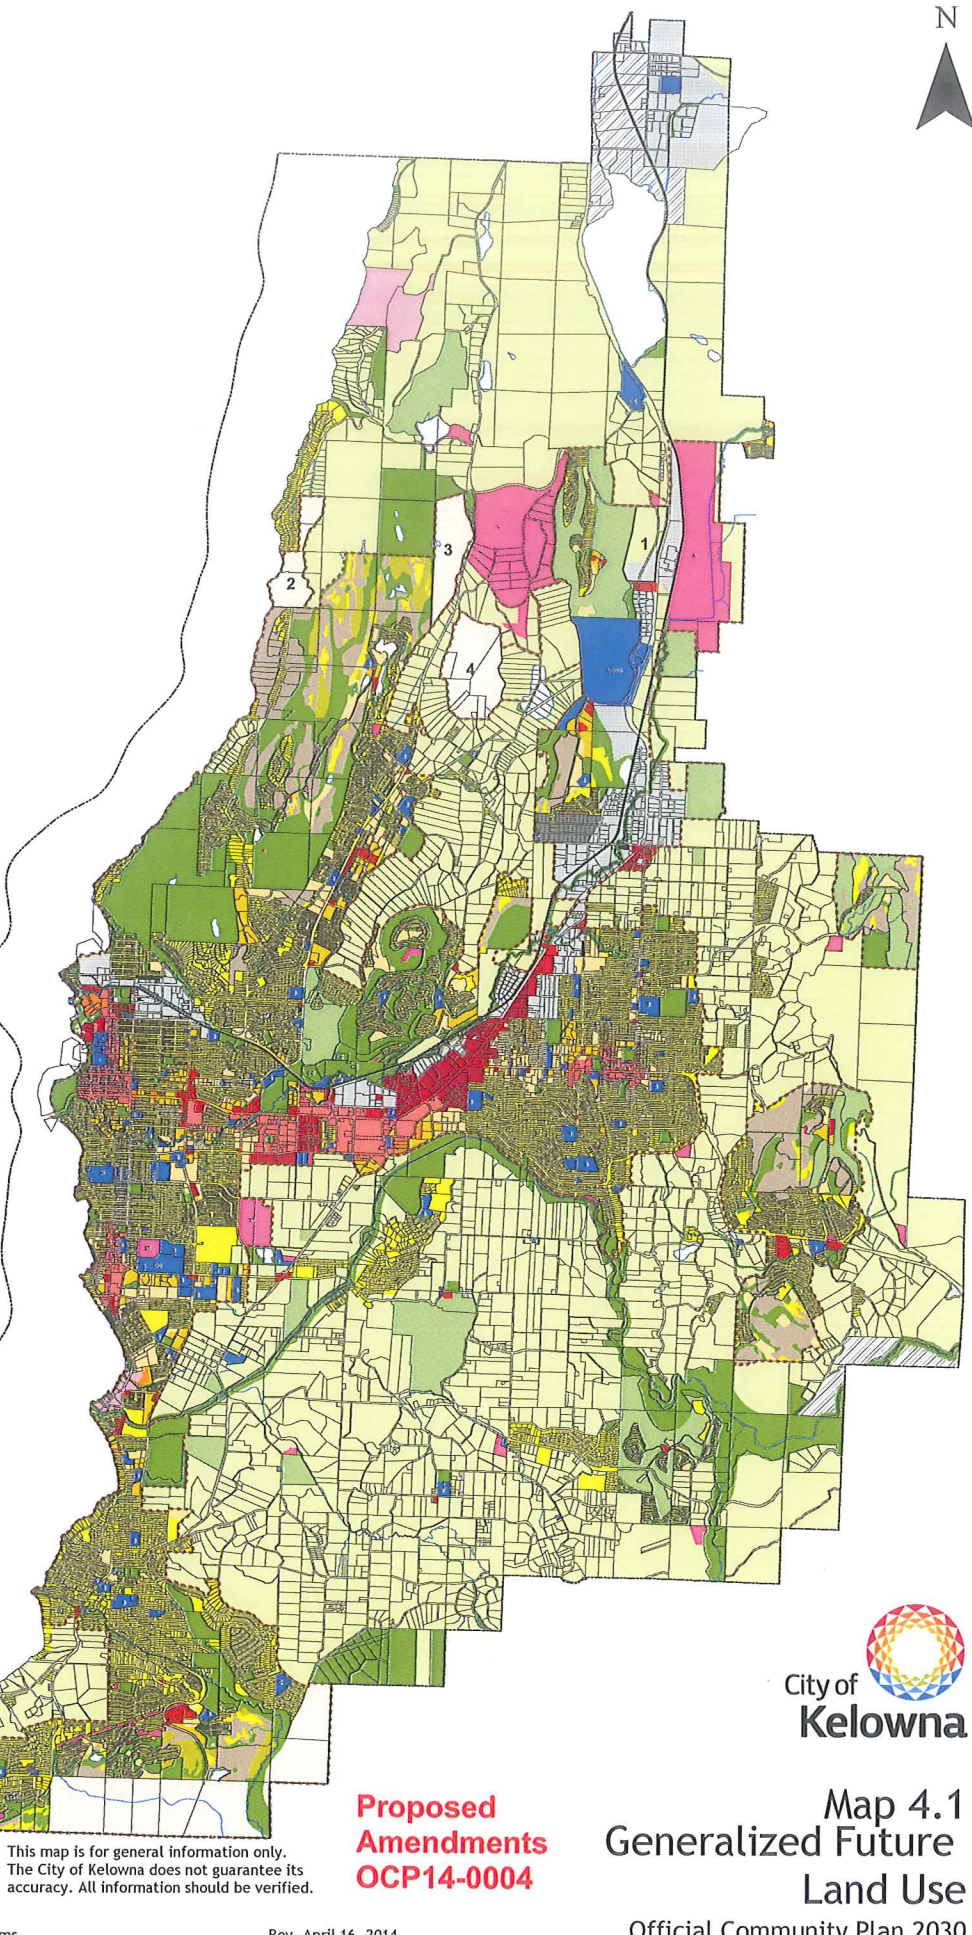 N
1
2
3
4
City of
Kelowna
Proposed
Amendments
OCP14-0004
Map 4.1
Generalized Future
Land Use
Official Community Plan 2030
This map is for general information only.
The City of Kelowna does not guarantee its
accuracy. All information should be verified.
Rev. April 16, 2014